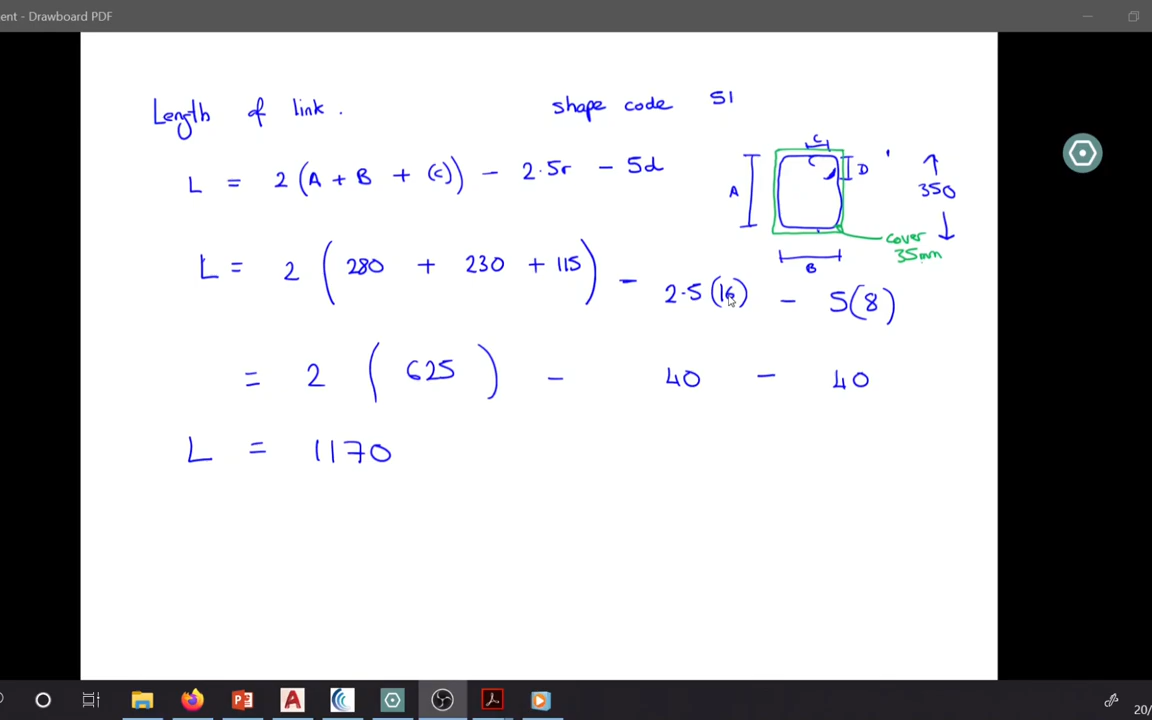 ent - Drawboard PDF
Length of link .
shape code 51
L = 2 (A + B + (C)) - 2.5r - 5d
C
A
D
B
350
cover
35mm
L = 2 ( 280 + 230 + 115 ) - 2.5 (16) - 5(8)
= 2 ( 625 ) - 40 - 40
L = 1170
20/